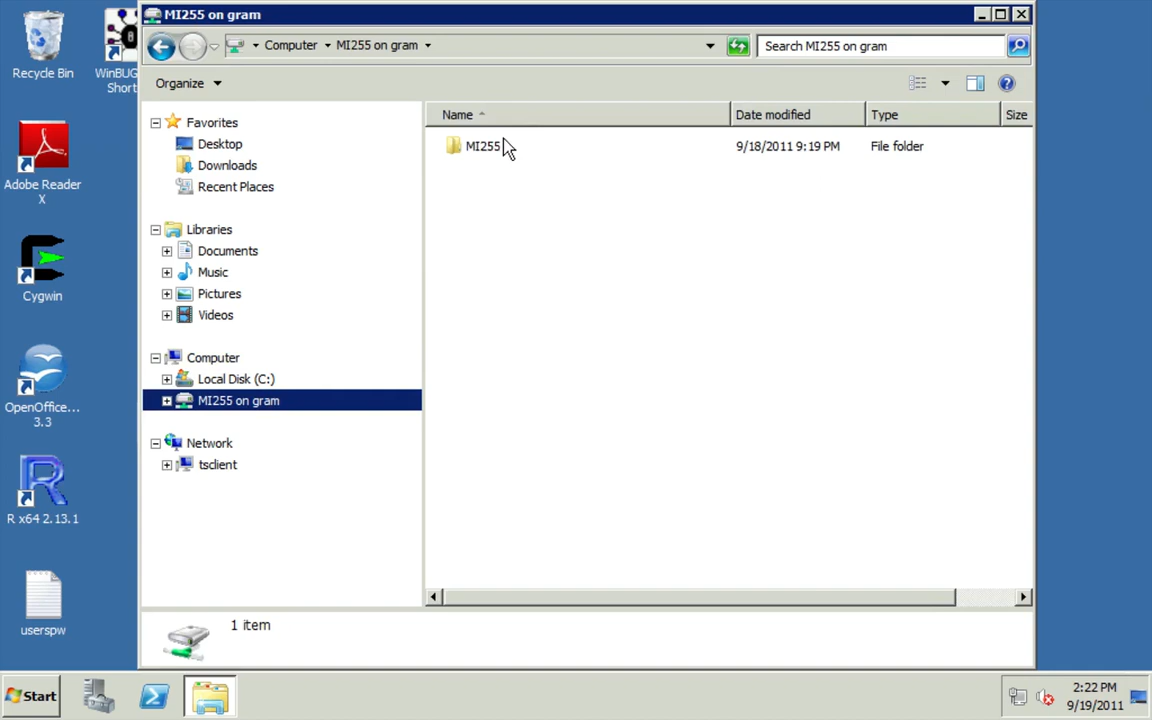 MI255 on gram
Computer MI255 on gram
Search MI255 on gram
Organize
Name Date modified Type Size
MI255 9/18/2011 9:19 PM File folder
Favorites
Desktop
Downloads
Recent Places
Libraries
Documents
Music
Pictures
Videos
Computer
Local Disk (C:)
MI255 on gram
Network
tsclient
1 item
Recycle Bin
WinBUG
Short
Adobe Reader
X
Cygwin
OpenOffice...
3.3
R x64 2.13.1
userspw
Start
2:22 PM
9/19/2011